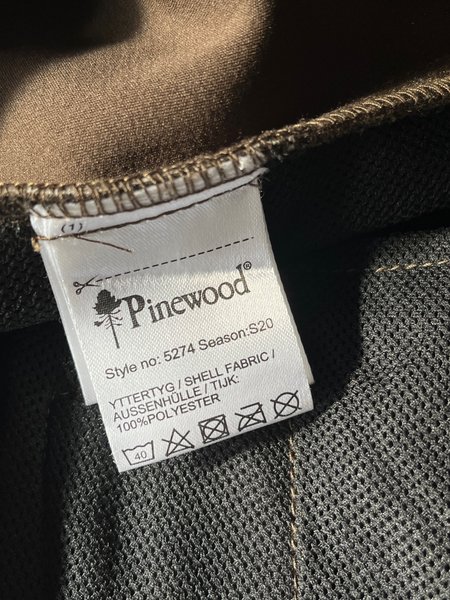 (1)
Pinewood®
Style no: 5274 Season:S20
YTTERTYG / SHELL FABRIC /
AUSSENHÜLLE / TIJK:
100%POLYESTER
40